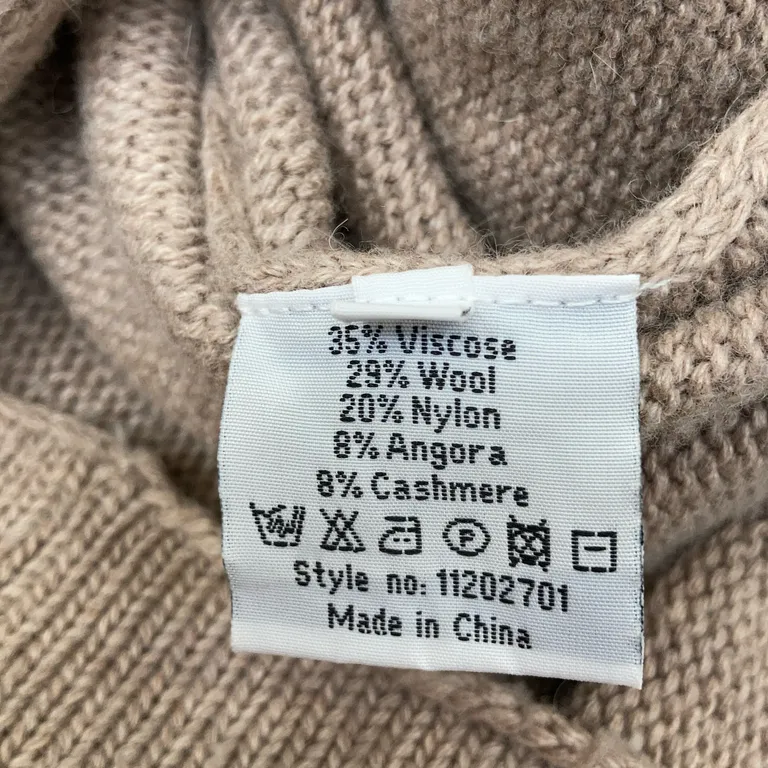 35% Viscose
29% Wool
20% Nylon
8% Angora
8% Cashmere
F
Style no: 11202701
Made in China